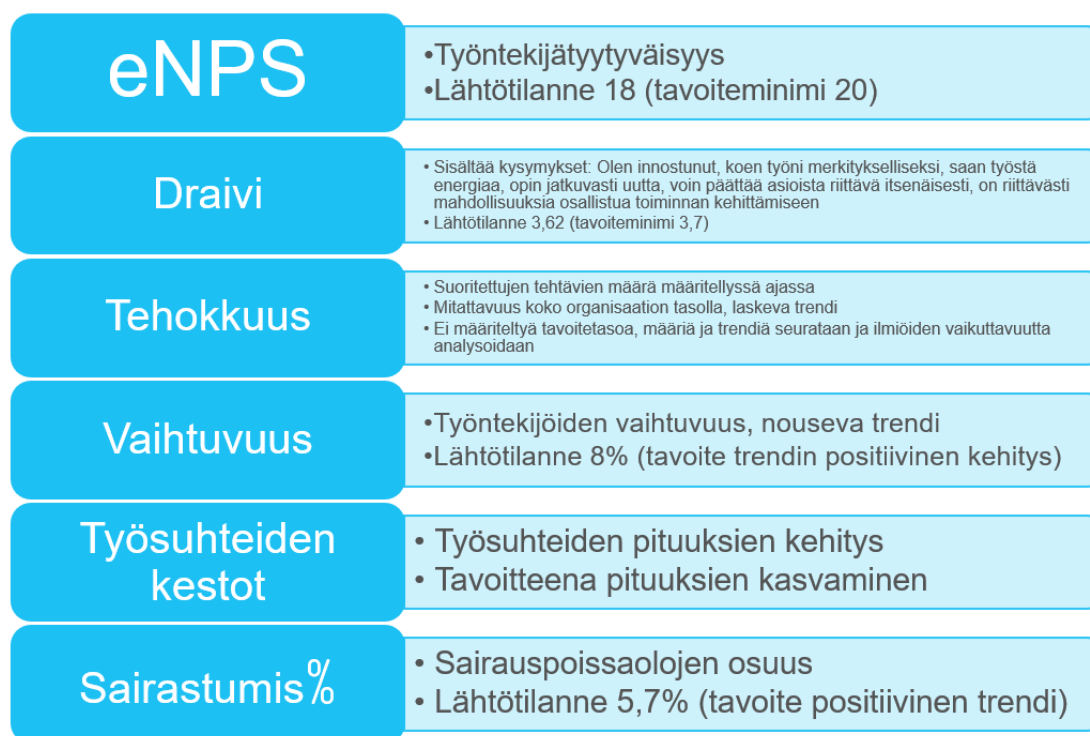 eNPS
•Työntekijätyytyväisyys
•Lähtötilanne 18 (tavoiteminimi 20)
Draivi
• Sisältää kysymykset: Olen innostunut, koen työni merkitykselliseksi, saan työstä
energiaa, opin jatkuvasti uutta, voin päättää asioista riittävä itsenäisesti, on riittävästi
mahdollisuuksia osallistua toiminnan kehittämiseen
• Lähtötilanne 3,62 (tavoiteminimi 3,7)
Tehokkuus
• Suoritettujen tehtävien määrä määritellyssä ajassa
• Mitattavuus koko organisaation tasolla, laskeva trendi
• Ei määriteltyä tavoitetasoa, määriä ja trendiä seurataan ja ilmiöiden vaikuttavuutta
analysoidaan
Vaihtuvuus
•Työntekijöiden vaihtuvuus, nouseva trendi
•Lähtötilanne 8% (tavoite trendin positiivinen kehitys)
Työsuhteiden
kestot
• Työsuhteiden pituuksien kehitys
• Tavoitteena pituuksien kasvaminen
Sairastumis%
• Sairauspoissaolojen osuus
• Lähtötilanne 5,7% (tavoite positiivinen trendi)